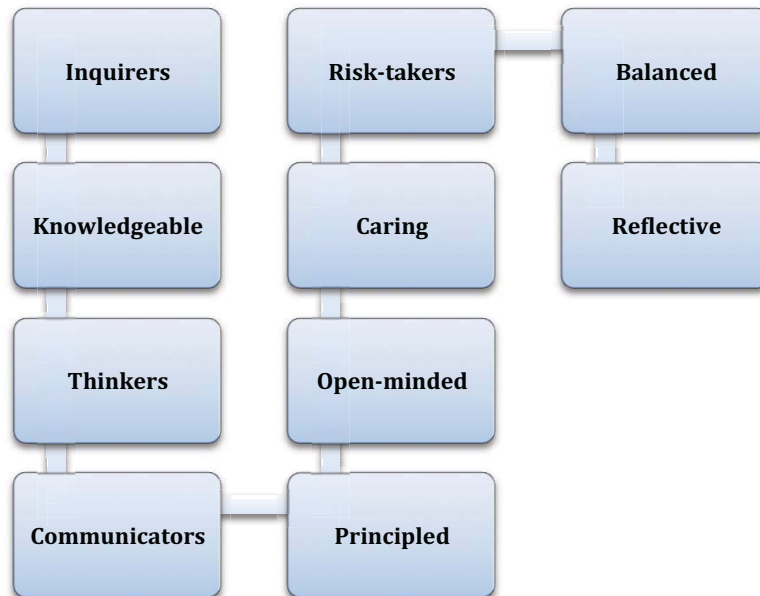 Inquirers
Knowledgeable
Thinkers
Communicators
Principled
Open-minded
Caring
Risk-takers
Balanced
Reflective